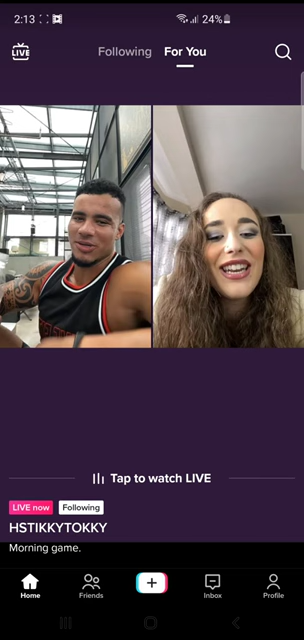 2:13 24%
LIVE
Following For You
Tap to watch LIVE
LIVE now Following
HSTIKKYTOKKY
Morning game.
Home Friends Inbox Profile